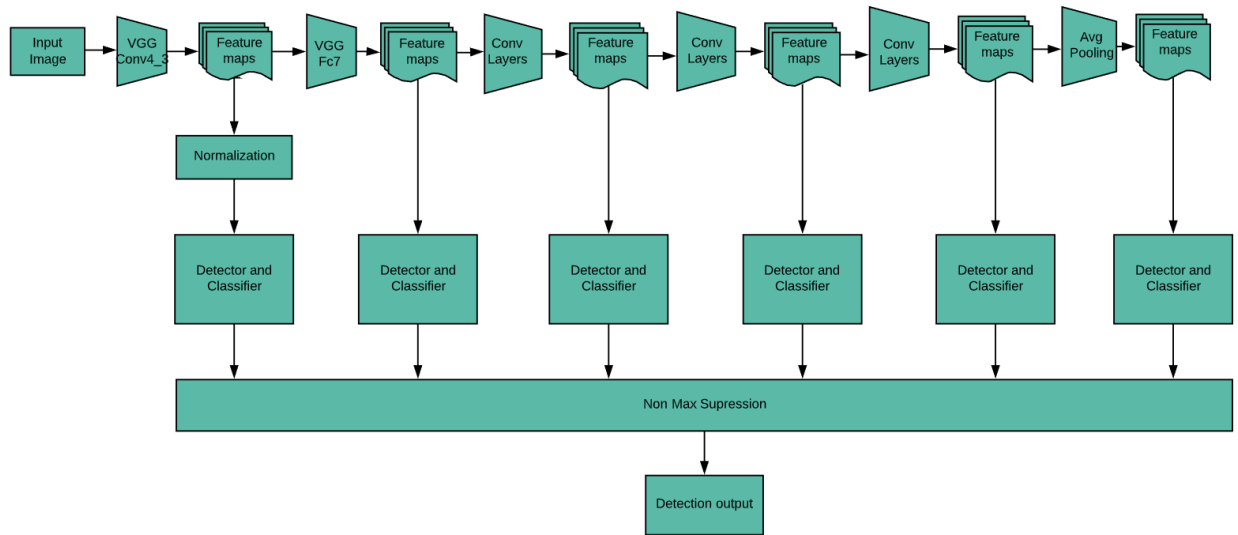 Input
Image
VGG
Conv4_3
Feature
maps
VGG
Fc7
Feature
maps
Conv
Layers
Feature
maps
Conv
Layers
Feature
maps
Conv
Layers
Feature
maps
Avg
Pooling
Feature
maps
Normalization
Detector and
Classifier
Detector and
Classifier
Detector and
Classifier
Detector and
Classifier
Detector and
Classifier
Detector and
Classifier
Non Max Supression
Detection output